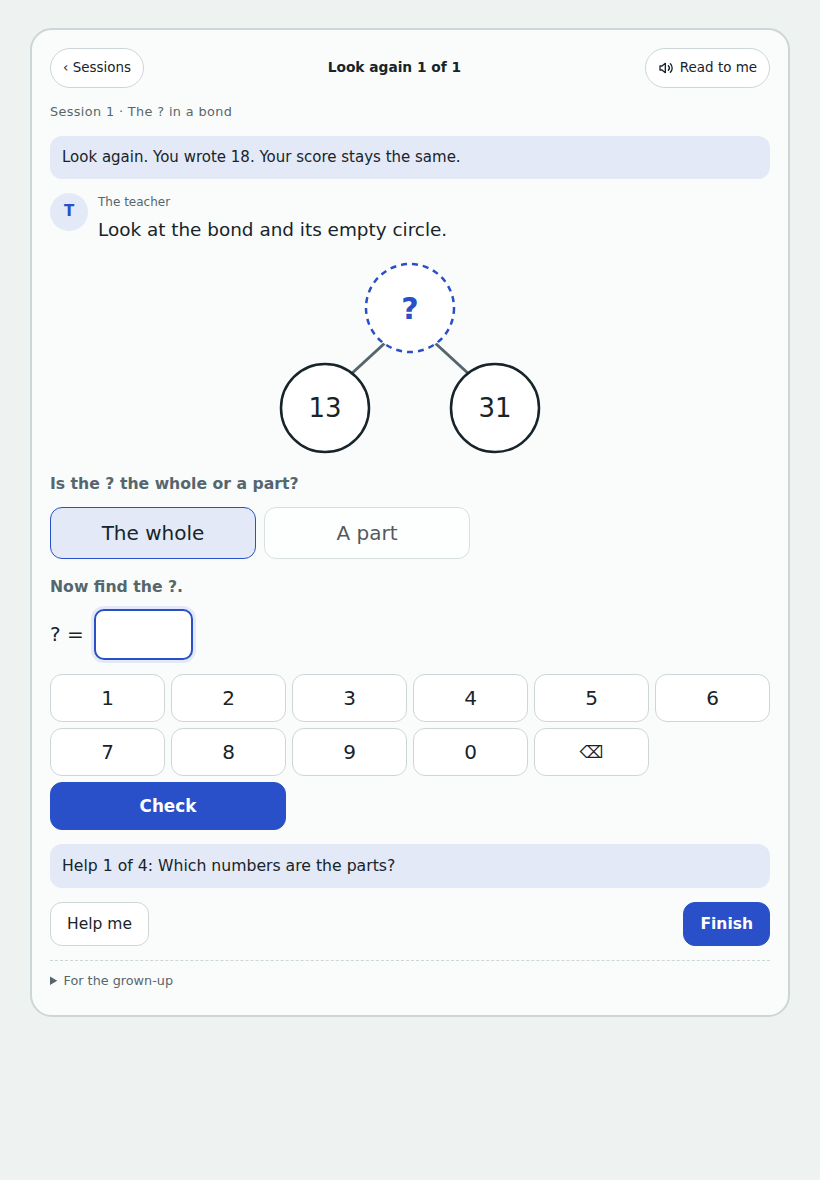 ‹ Sessions
Look again 1 of 1
Read to me
Session 1 · The ? in a bond
Look again. You wrote 18. Your score stays the same.
T
The teacher
Look at the bond and its empty circle.
?
13
31
Is the ? the whole or a part?
The whole
A part
Now find the ?.
? =
1
2
3
4
5
6
7
8
9
0
⌫
Check
Help 1 of 4: Which numbers are the parts?
Help me
Finish
▶ For the grown-up